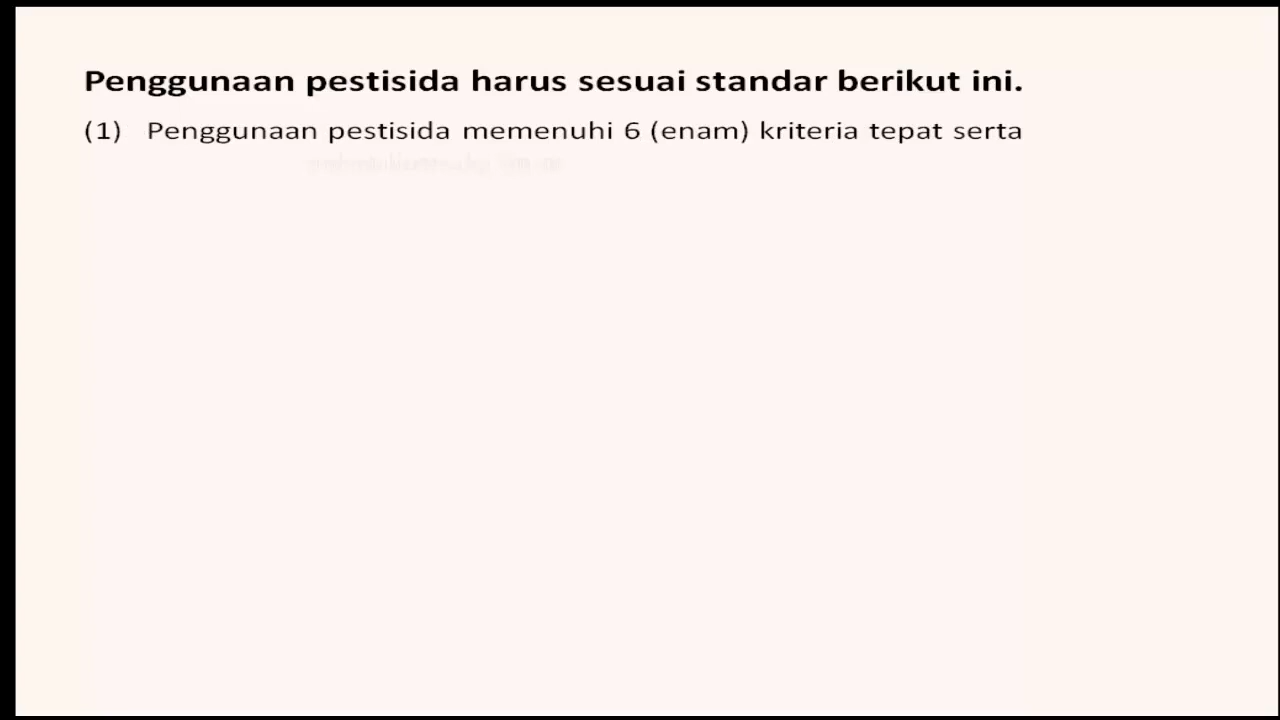 Penggunaan pestisida harus sesuai standar berikut ini.
(1) Penggunaan pestisida memenuhi 6 (enam) kriteria tepat serta